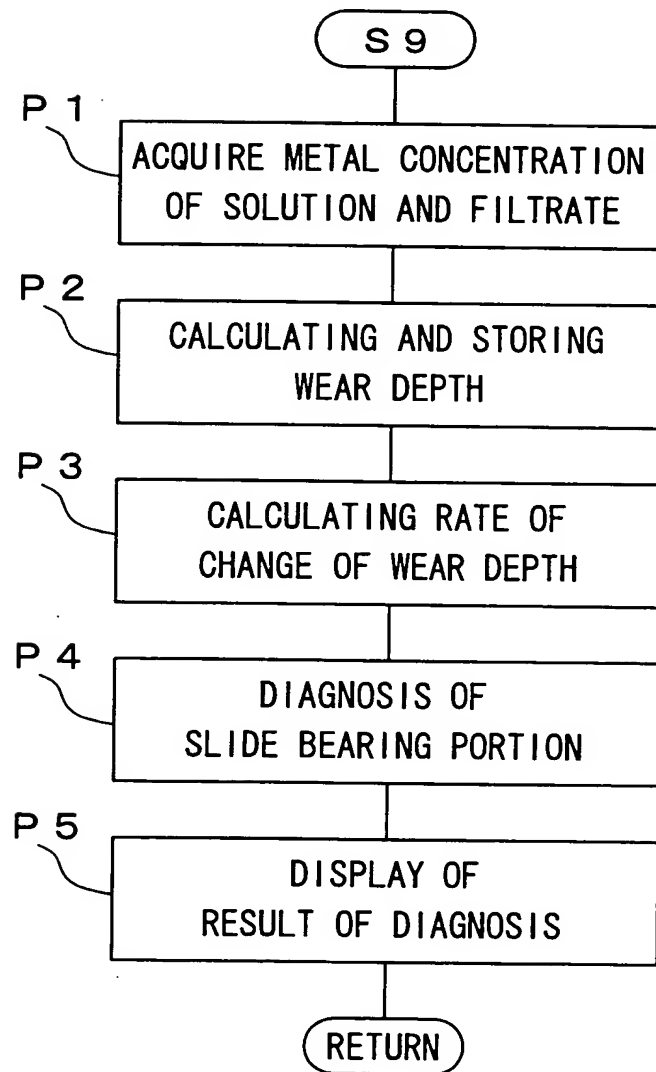 S9
P1
ACQUIRE METAL CONCENTRATION
OF SOLUTION AND FILTRATE
P2
CALCULATING AND STORING
WEAR DEPTH
P3
CALCULATING RATE OF
CHANGE OF WEAR DEPTH
P4
DIAGNOSIS OF
SLIDE BEARING PORTION
P5
DISPLAY OF
RESULT OF DIAGNOSIS
RETURN